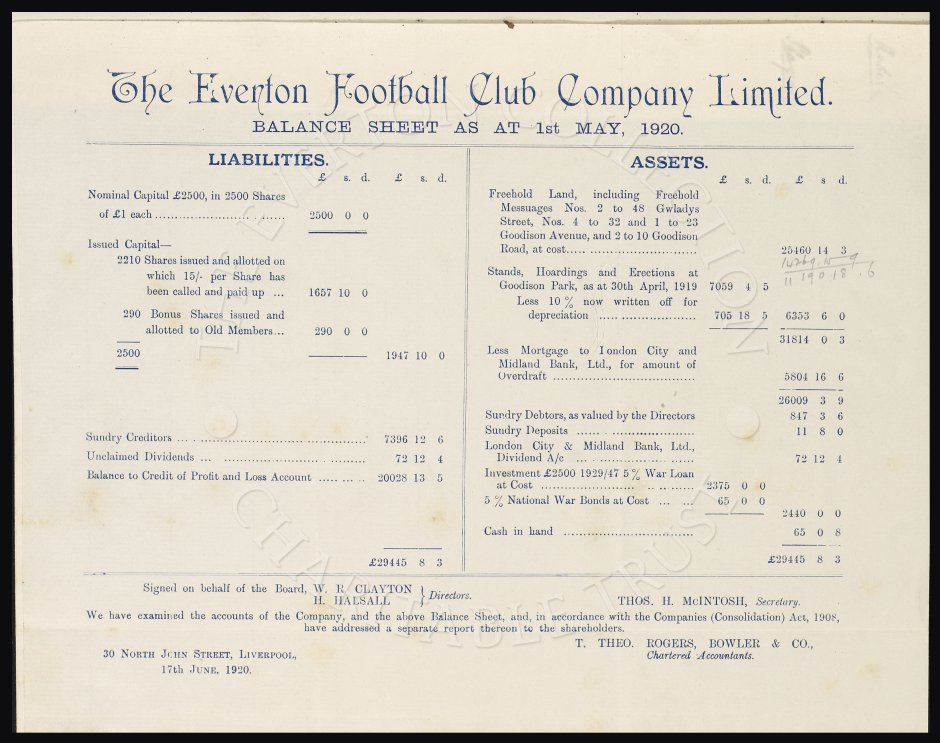 The Everton Football Club Company Limited.
BALANCE SHEET AS AT 1st MAY, 1920.
LIABILITIES.
£ s. d. £ s. d.
Nominal Capital £2500, in 2500 Shares
of £1 each ... 2500 0 0
Issued Capital—
2210 Shares issued and allotted on
which 15/- per Share has
been called and paid up ... 1657 10 0
290 Bonus Shares issued and
allotted to Old Members... 290 0 0
2500 1947 10 0
Sundry Creditors ... 7396 12 6
Unclaimed Dividends ... 72 12 4
Balance to Credit of Profit and Loss Account ... 20028 13 5
£29445 8 3
ASSETS.
£ s. d. £ s d.
Freehold Land, including Freehold
Messuages Nos. 2 to 48 Gwladys
Street, Nos. 4 to 32 and 1 to 23
Goodison Avenue, and 2 to 10 Goodison
Road, at cost... 25460 14 3
11190 18 . 6
Stands, Hoardings and Erections at
Goodison Park, as at 30th April, 1919 7059 4 5
Less 10 % now written off for
depreciation ... 705 18 5 6353 6 0
31814 0 3
Less Mortgage to London City and
Midland Bank, Ltd., for amount of
Overdraft ... 5804 16 6
26009 3 9
Sundry Debtors, as valued by the Directors 847 3 6
Sundry Deposits ... 11 8 0
London City & Midland Bank, Ltd.,
Dividend A/c ... 72 12 4
Investment £2500 1929/47 5 % War Loan
at Cost ... 2375 0 0
5 % National War Bonds at Cost ... ... 65 0 0
2440 0 0
Cash in hand ... 65 0 8
£29445 8 3
Signed on behalf of the Board, W. R. CLAYTON
H. HALSALL } Directors.
THOS. H. McINTOSH, Secretary.
We have examined the accounts of the Company, and the above Balance Sheet, and, in accordance with the Companies (Consolidation) Act, 1908,
have addressed a separate report thereon to the shareholders.
T. THEO. ROGERS, BOWLER & CO.,
Chartered Accountants.
30 NORTH JOHN STREET, LIVERPOOL,
17th JUNE, 1920.
THE EVERTON COLLECTION
CHARITABLE TRUST